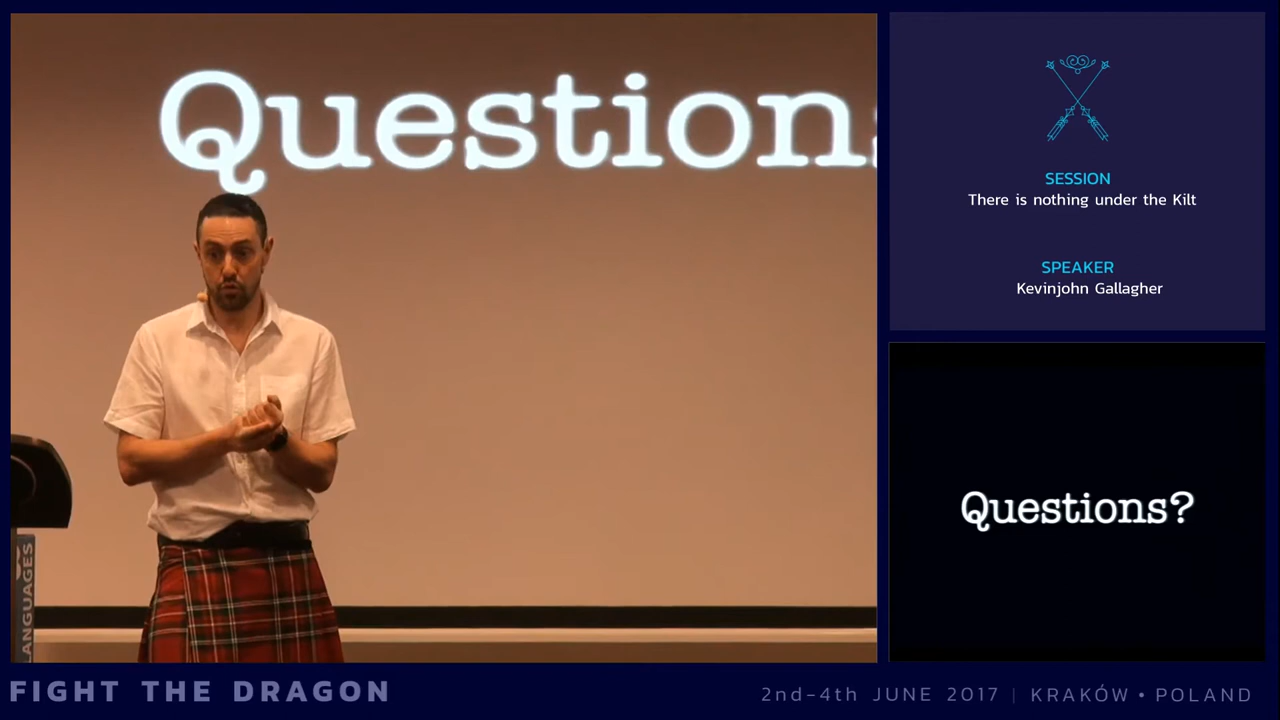 Question
LANGUAGES
SESSION
There is nothing under the Kilt
SPEAKER
Kevinjohn Gallagher
Questions?
FIGHT THE DRAGON
2nd-4th JUNE 2017 | KRAKÓW • POLAND